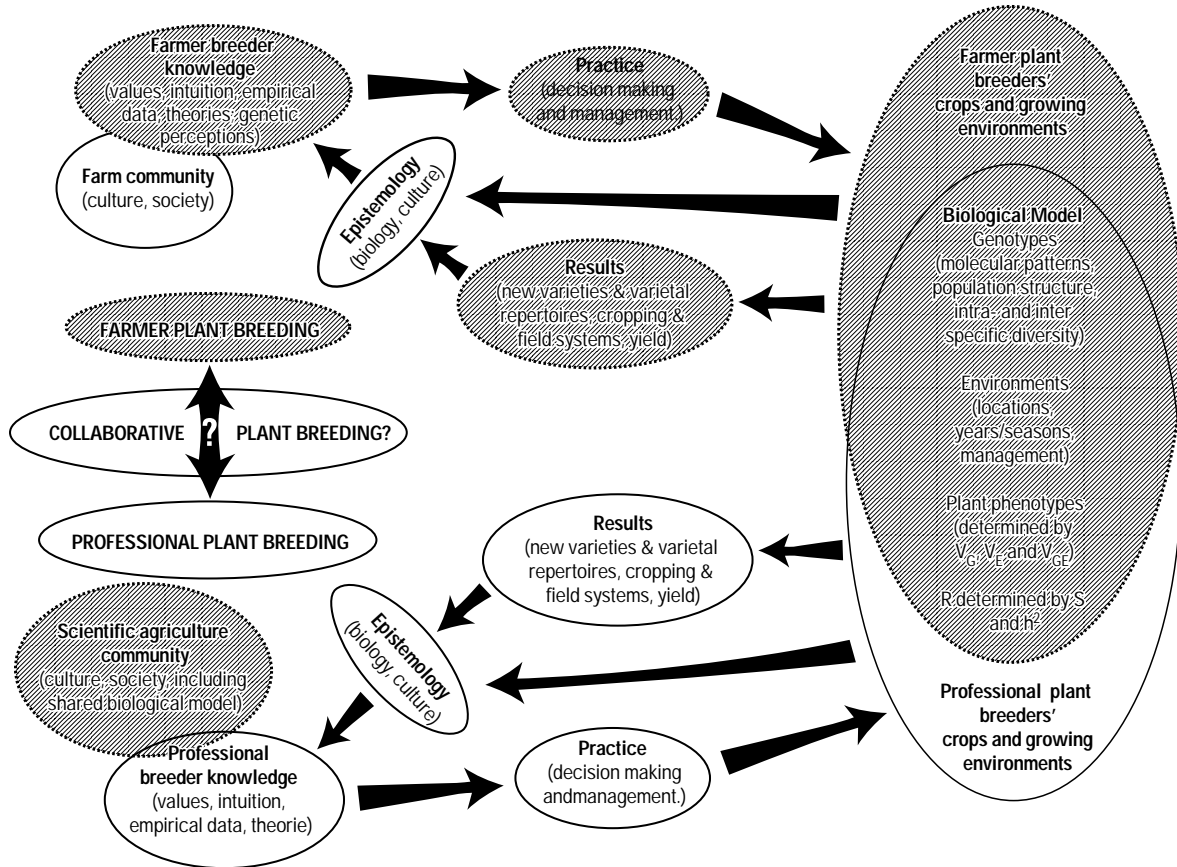 Farmer breeder
knowledge
(values, intuition, empirical
data, theories: genetic
perceptions)
Farm community
(culture, society)
Practice
(decision making
and management.)
Epistemology
(biology, culture)
Results
(new varieties & varietal
repertoires, cropping &
field systems, yield)
Farmer plant
breeders'
crops and growing
environments
Biological Model
Genotypes
(molecular patterns,
population structure,
intra- and inter
specific diversity)
Environments
(locations,
years/seasons,
management)
Plant phenotypes
(determined by
V_G, V_E and V_GE)
R determined by S
and h²
Professional plant
breeders'
crops and growing
environments
FARMER PLANT BREEDING
COLLABORATIVE ? PLANT BREEDING?
PROFESSIONAL PLANT BREEDING
Results
(new varieties & varietal
repertoires, cropping &
field systems, yield)
Epistemology
(biology, culture)
Scientific agriculture
community
(culture, society, including
shared biological model)
Professional
breeder knowledge
(values, intuition,
empirical data, theorie)
Practice
(decision making
andmanagement.)